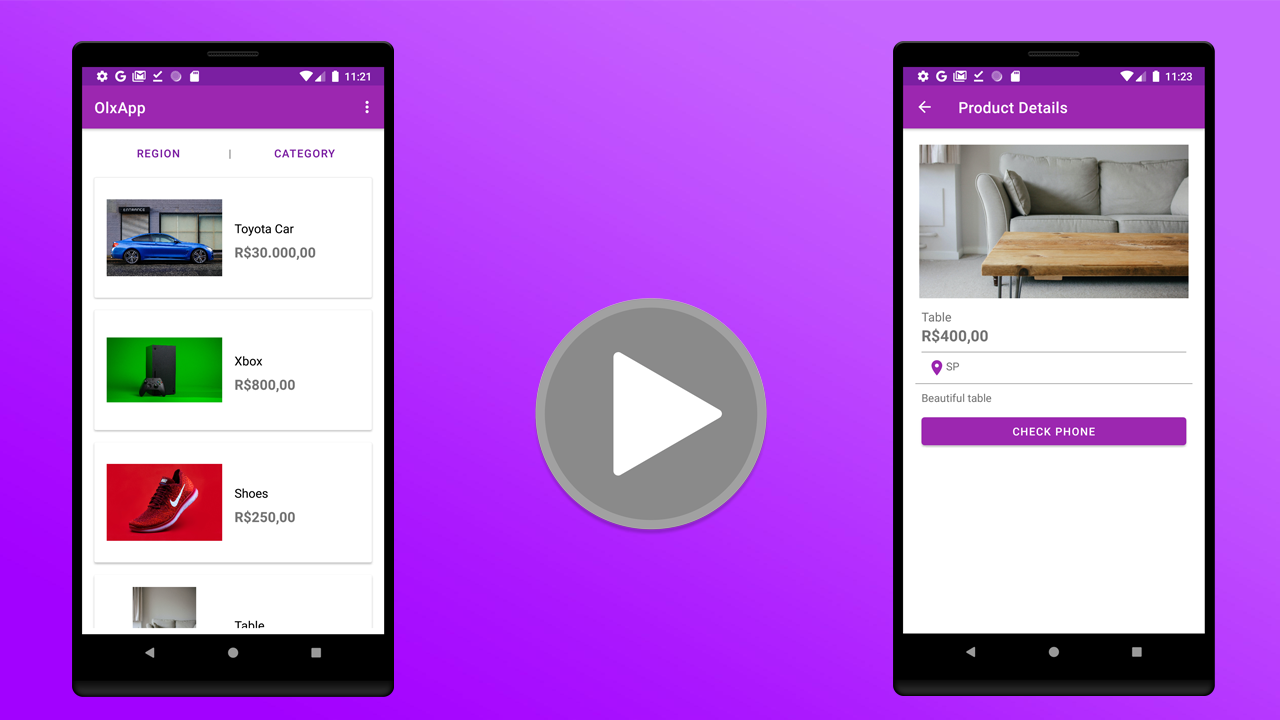 11:21
OlxApp
REGION | CATEGORY
ENTRANCE
Toyota Car
R$30.000,00
Xbox
R$800,00
Shoes
R$250,00
Table
11:23
Product Details
Table
R$400,00
SP
Beautiful table
CHECK PHONE